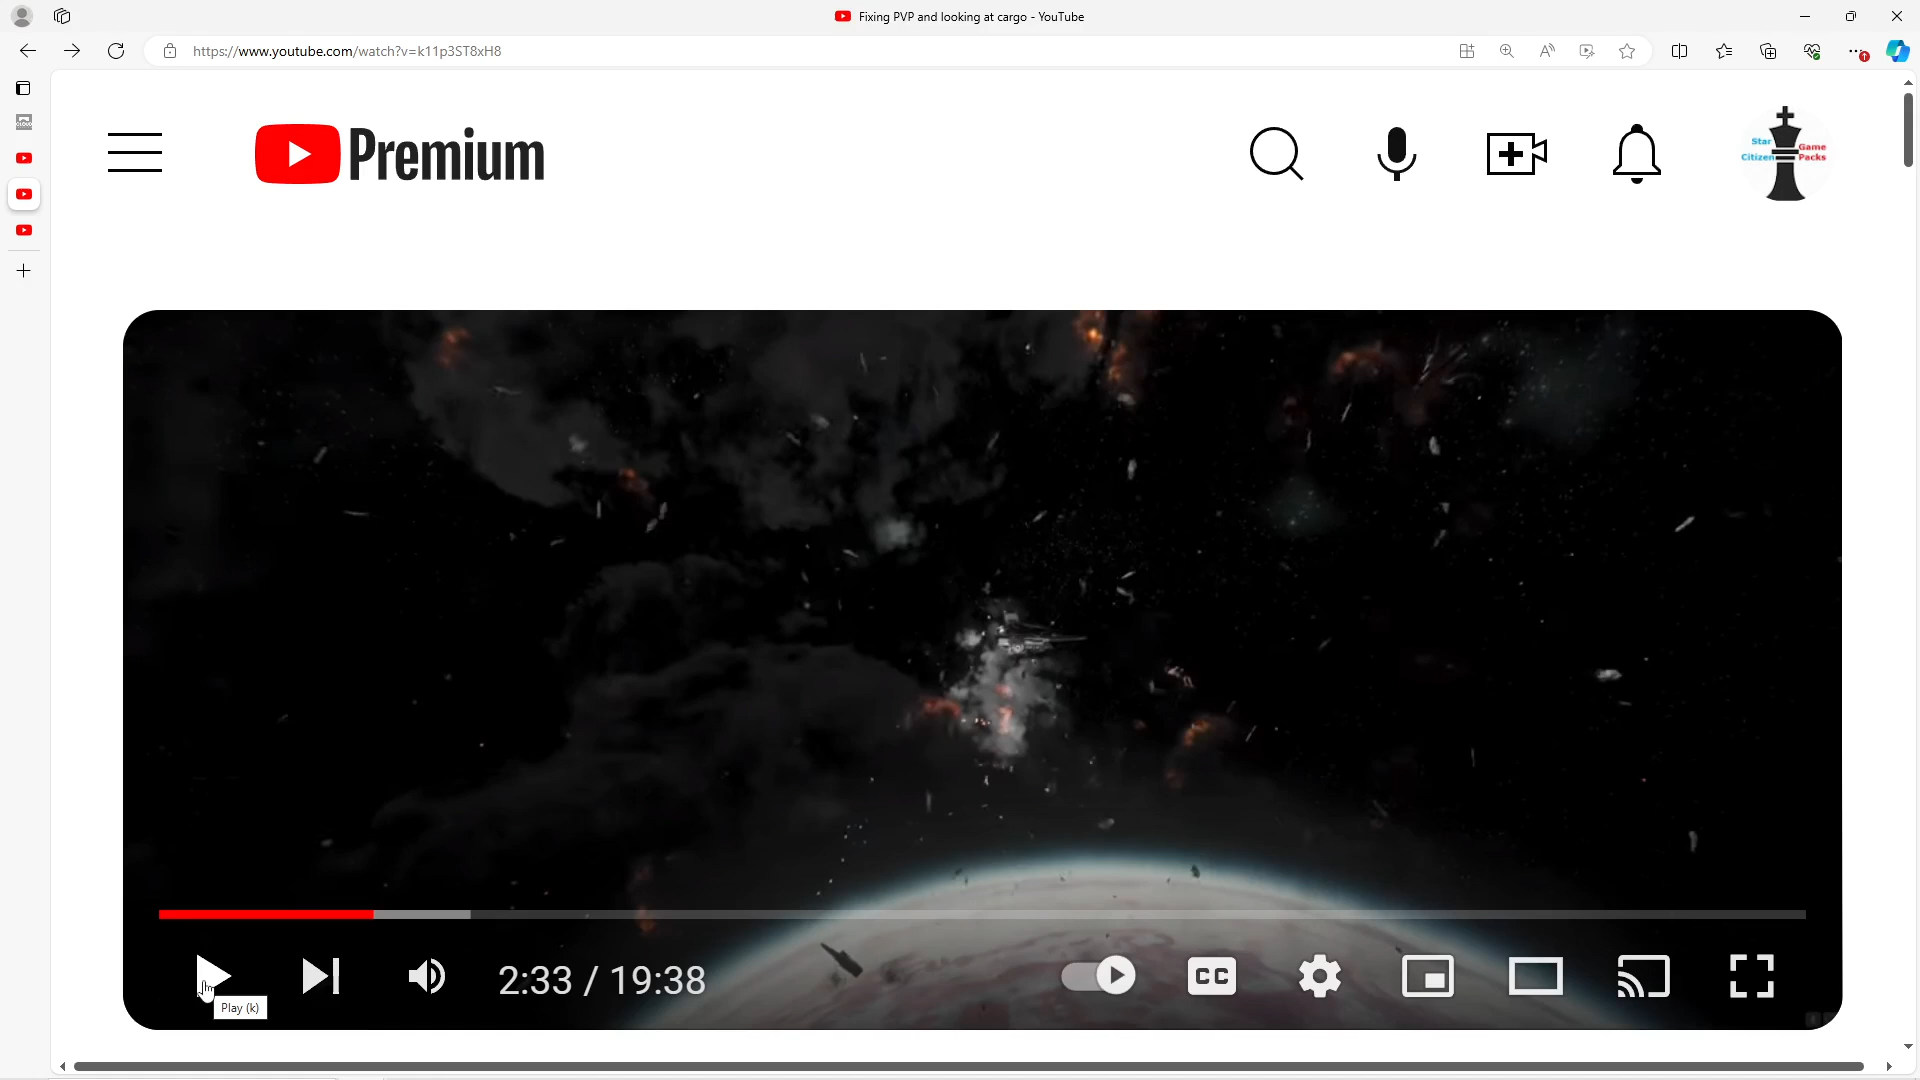 Fixing PVP and looking at cargo - YouTube
https://www.youtube.com/watch?v=k11p3ST8xH8
Premium
Star Citizen Game Packs
2:33 / 19:38
CC
Play (k)